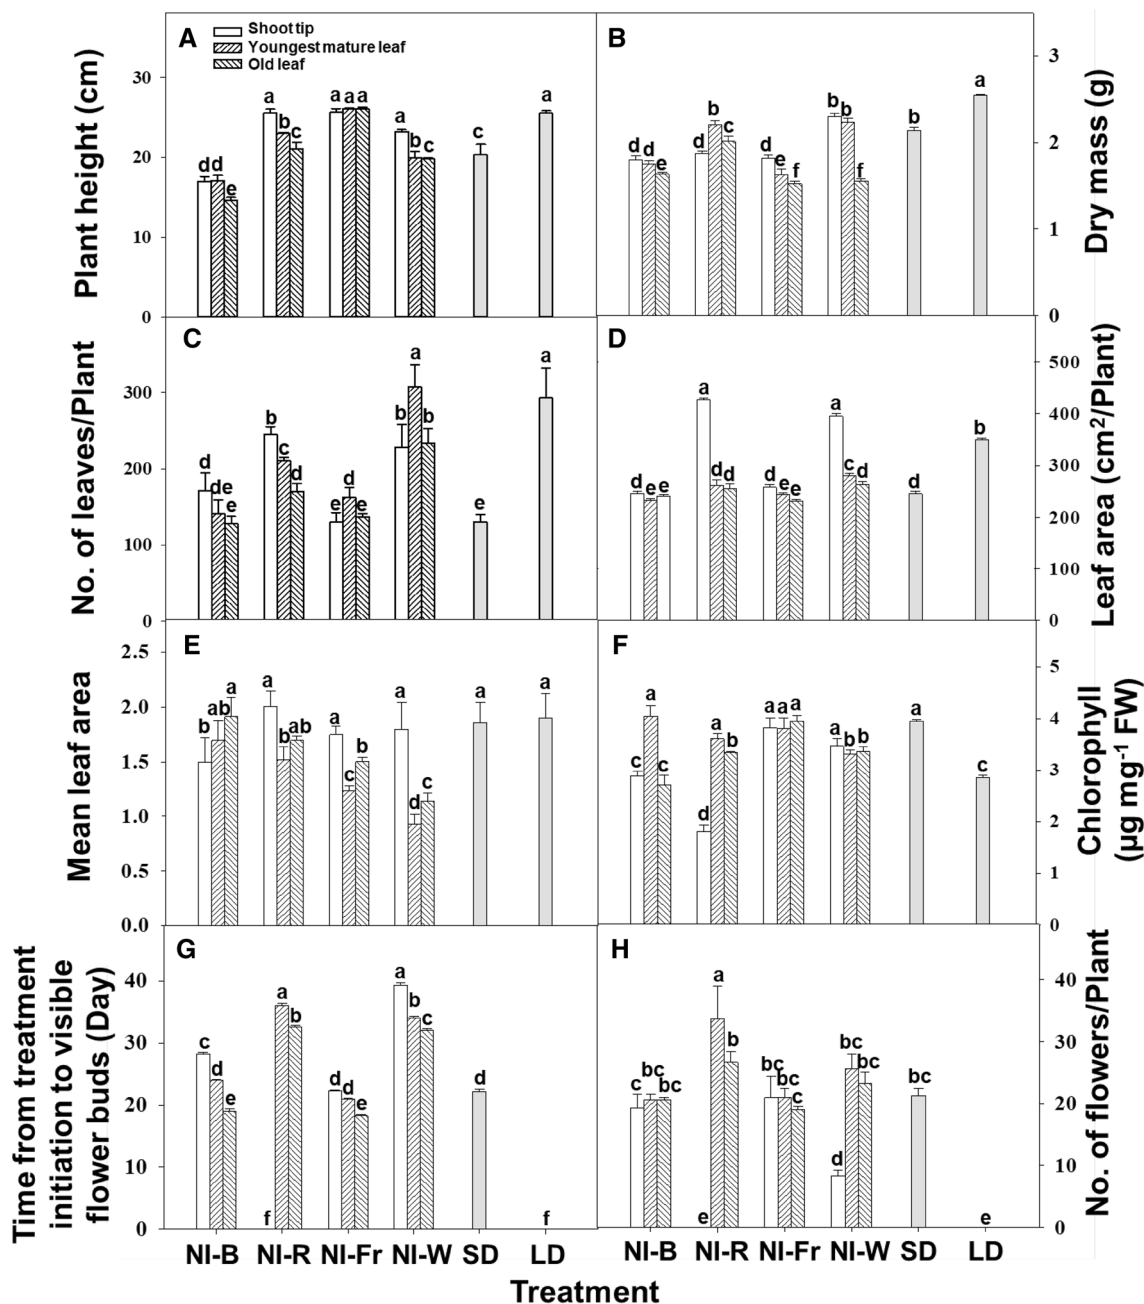 A
Shoot tip
Youngest mature leaf
Old leaf
Plant height (cm)
30
20
10
0
d d e
a b c
a a a
a b c
c
a
B
Dry mass (g)
3
2
1
0
d d e
d b c
d e f
b b f
b
a
C
No. of leaves/Plant
300
200
100
0
d de e
b c d
e d e
b a b
e
a
D
Leaf area (cm2/Plant)
500
400
300
200
100
0
d e e
a d d
d e e
a c d
d
b
E
Mean leaf area
2.5
2.0
1.5
1.0
0.5
0.0
b ab a
a b ab
a c b
a d c
a
a
F
Chlorophyll
(µg mg-1 FW)
5
4
3
2
1
0
c a c
d a b
a a a
a b b
a
c
G
Time from treatment
initiation to visible
flower buds (Day)
40
30
20
10
0
c d e
f a b
d d e
a b c
d
f
H
No. of flowers/Plant
40
30
20
10
0
c bc bc
e a b
bc bc c
d bc bc
bc
e
NI-B NI-R NI-Fr NI-W SD LD
NI-B NI-R NI-Fr NI-W SD LD
Treatment